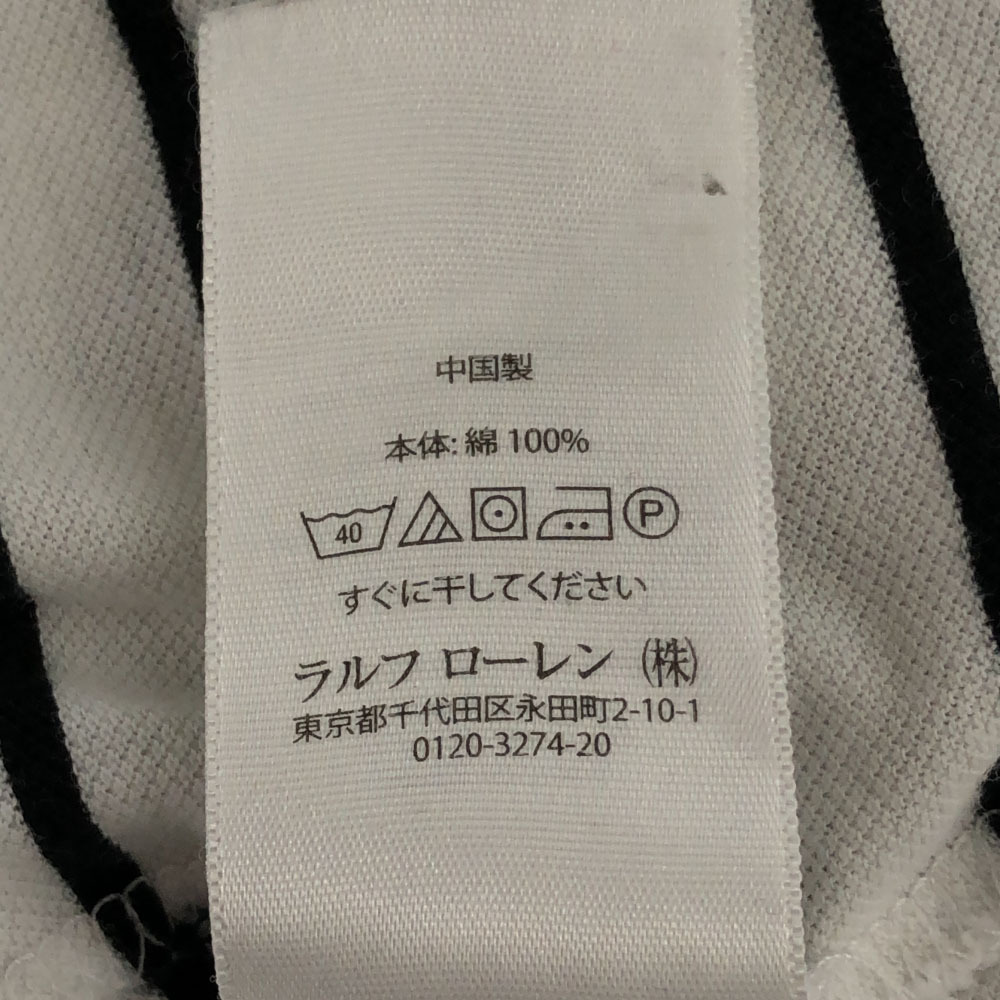 中国製
本体: 綿 100%
40 P
すぐに干してください
ラルフ ローレン (株)
東京都千代田区永田町2-10-1
0120-3274-20